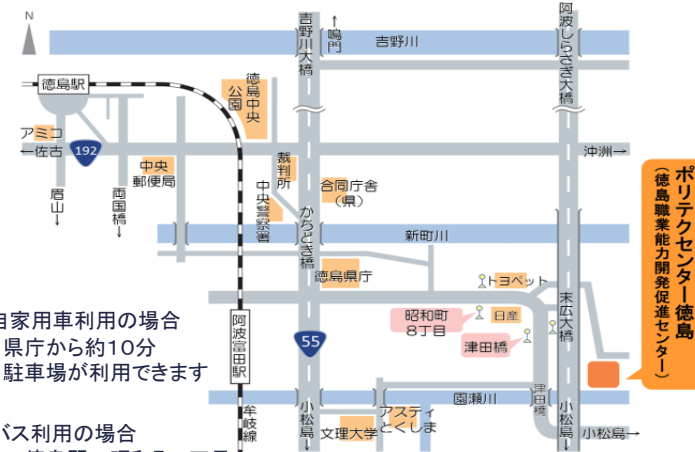 N
吉野川大橋
↑鳴門
吉野川
阿波しらさぎ大橋
徳島駅
徳島中央
公園
アミコ
←佐古
192
中央
郵便局
裁判所
沖洲→
眉山↓
両国橋↓
中央警察署
合同庁舎
(県)
からとき橋
新町川
ポリテクセンター徳島
(徳島職業能力開発促進センター)
徳島県庁
トヨペット
昭和町
8丁目
日産
末広大橋
津田橋
自家用車利用の場合
県庁から約10分
駐車場が利用できます
阿波富田駅
55
園瀬川
津田橋
牟岐線
小松島↓
文理大学
アスティ
とくしま
小松島↓
小松島→
バス利用の場合